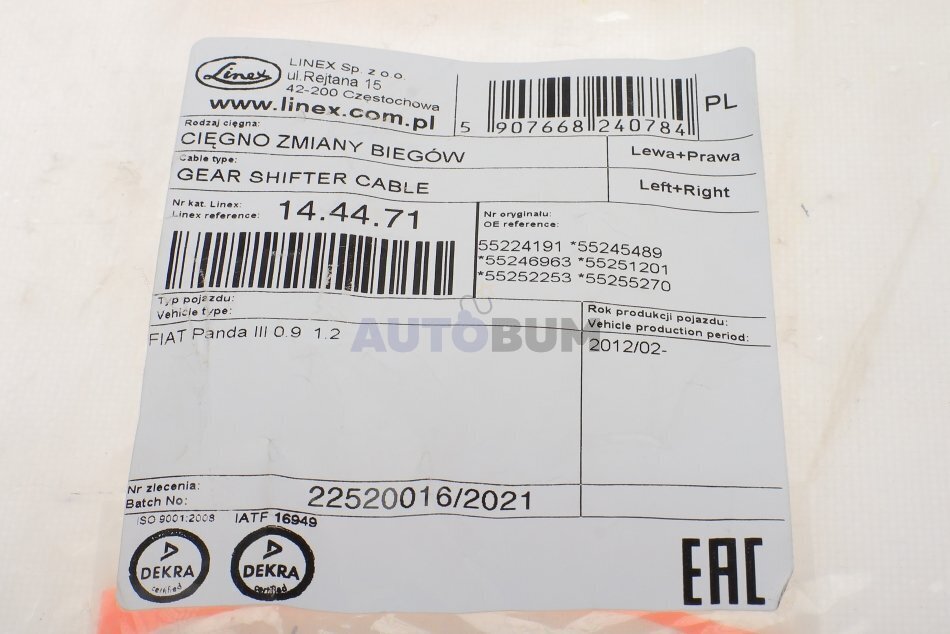 Linex
LINEX Sp. z o o.
ul.Rejtana 15
42-200 Częstochowa
www.linex.com.pl
5 907668 240784
PL
Rodzaj cięgna:
CIĘGNO ZMIANY BIEGÓW
Lewa+Prawa
Cable type:
GEAR SHIFTER CABLE
Left+Right
Nr kat. Linex:
Linex reference:
14.44.71
Nr oryginału:
OE reference:
55224191 *55245489
*55246963 *55251201
*55252253 *55255270
Typ pojazdu:
Vehicle type:
FIAT Panda III 0.9 1.2
Rok produkcji pojazdu:
Vehicle production period:
2012/02-
AUTOBUM
Nr zlecenia:
Batch No:
22520016/2021
ISO 9001:2008
IATF 16949
DEKRA
certified
DEKRA
certified
EAC